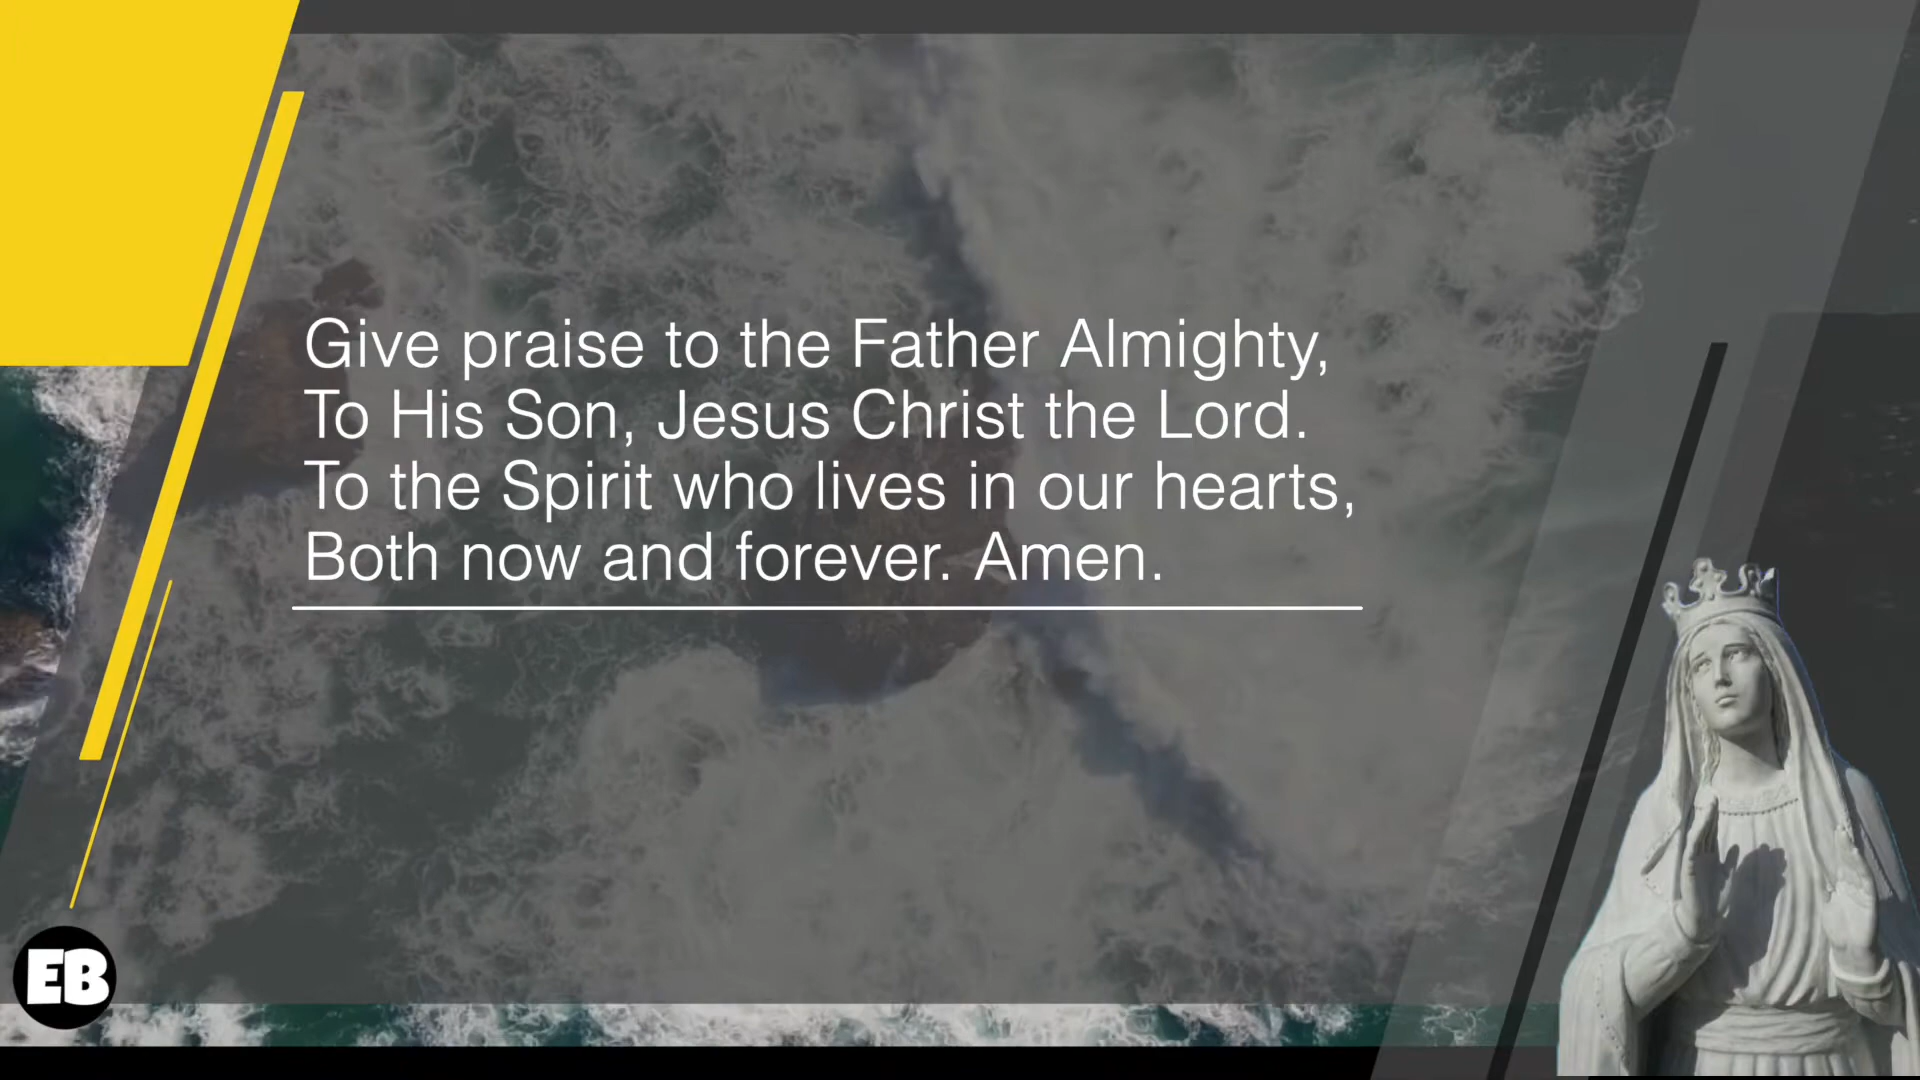 Give praise to the Father Almighty,
To His Son, Jesus Christ the Lord.
To the Spirit who lives in our hearts,
Both now and forever. Amen.
EB